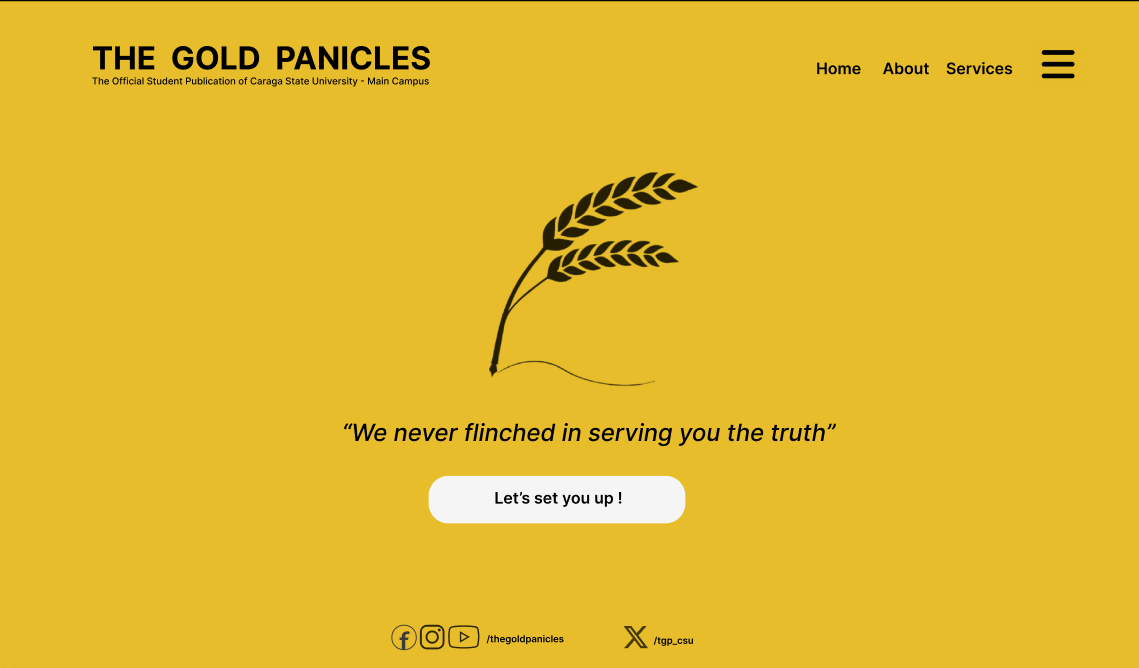 THE GOLD PANICLES
The Official Student Publication of Caraga State University - Main Campus
Home About Services
“We never flinched in serving you the truth”
Let’s set you up !
/thegoldpanicles /tgp_csu